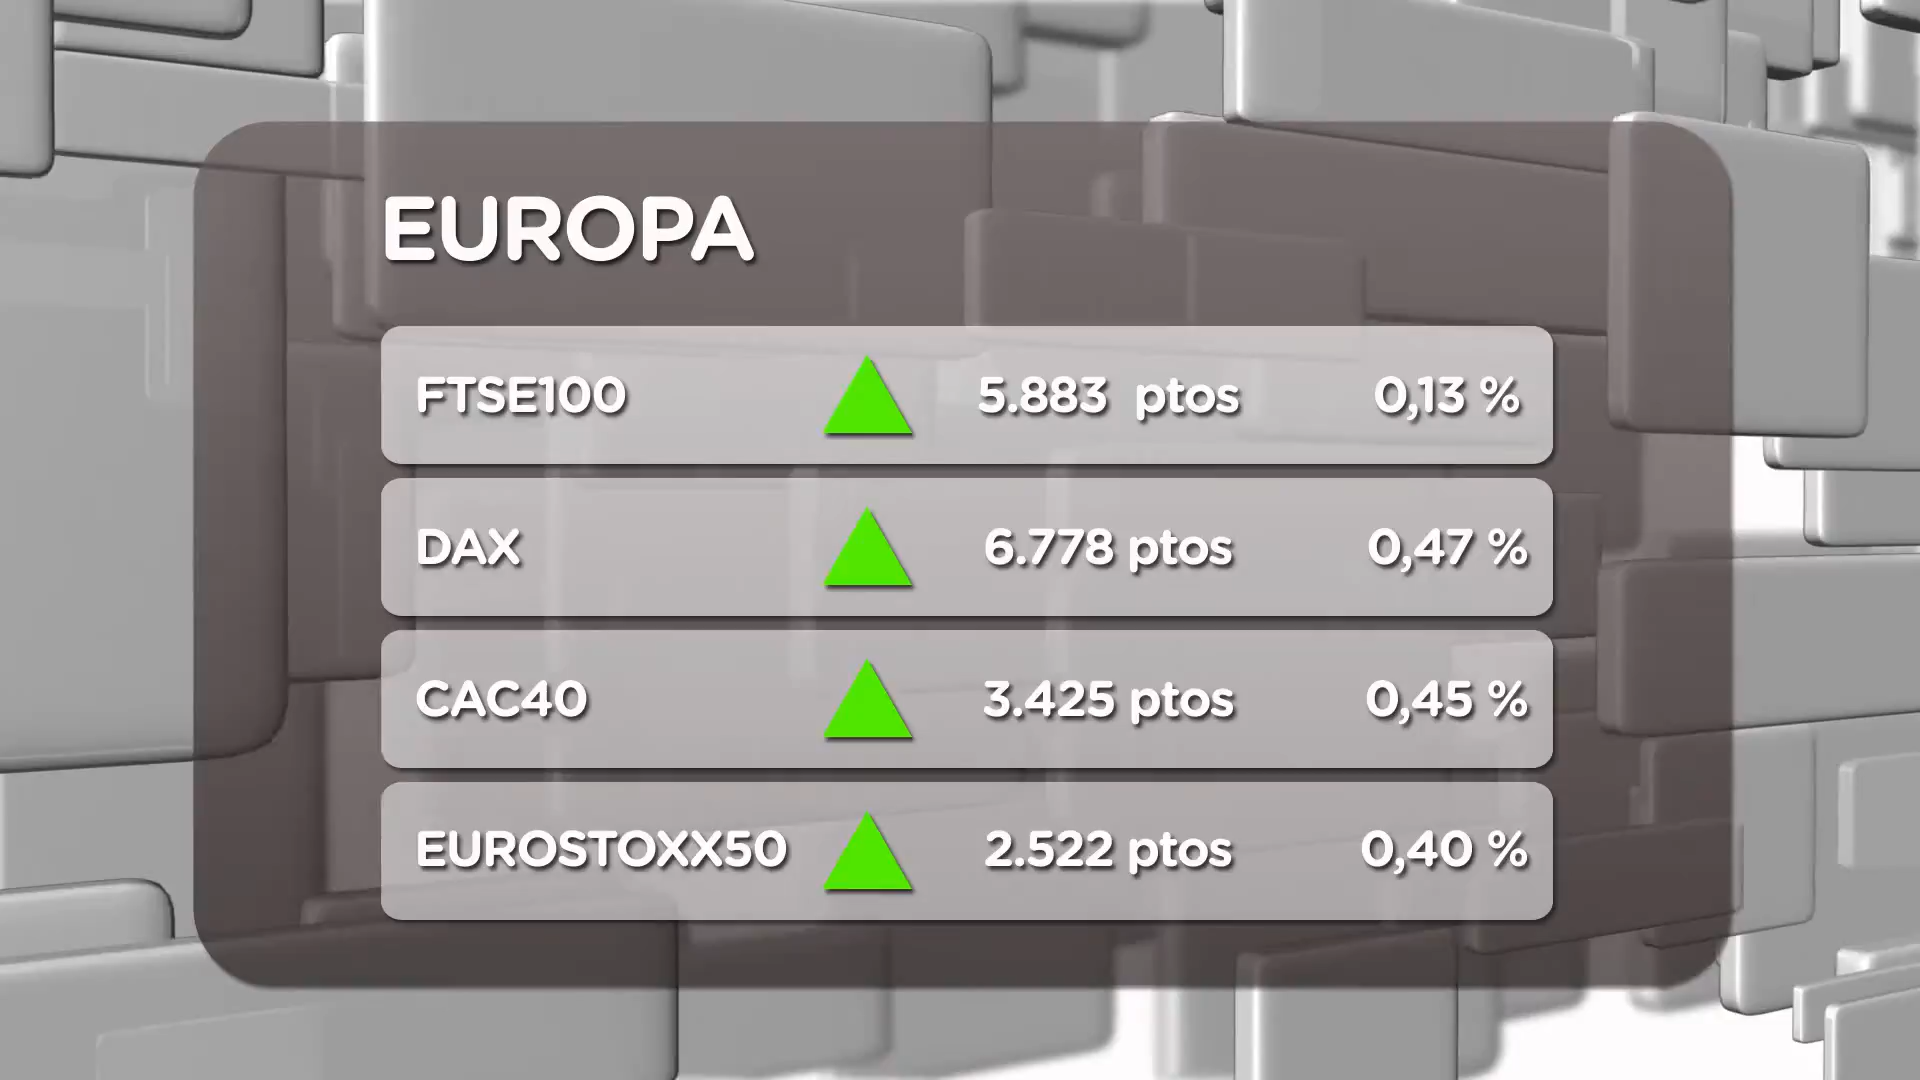 EUROPA
FTSE100 5.883 ptos 0,13 %
DAX 6.778 ptos 0,47 %
CAC40 3.425 ptos 0,45 %
EUROSTOXX50 2.522 ptos 0,40 %